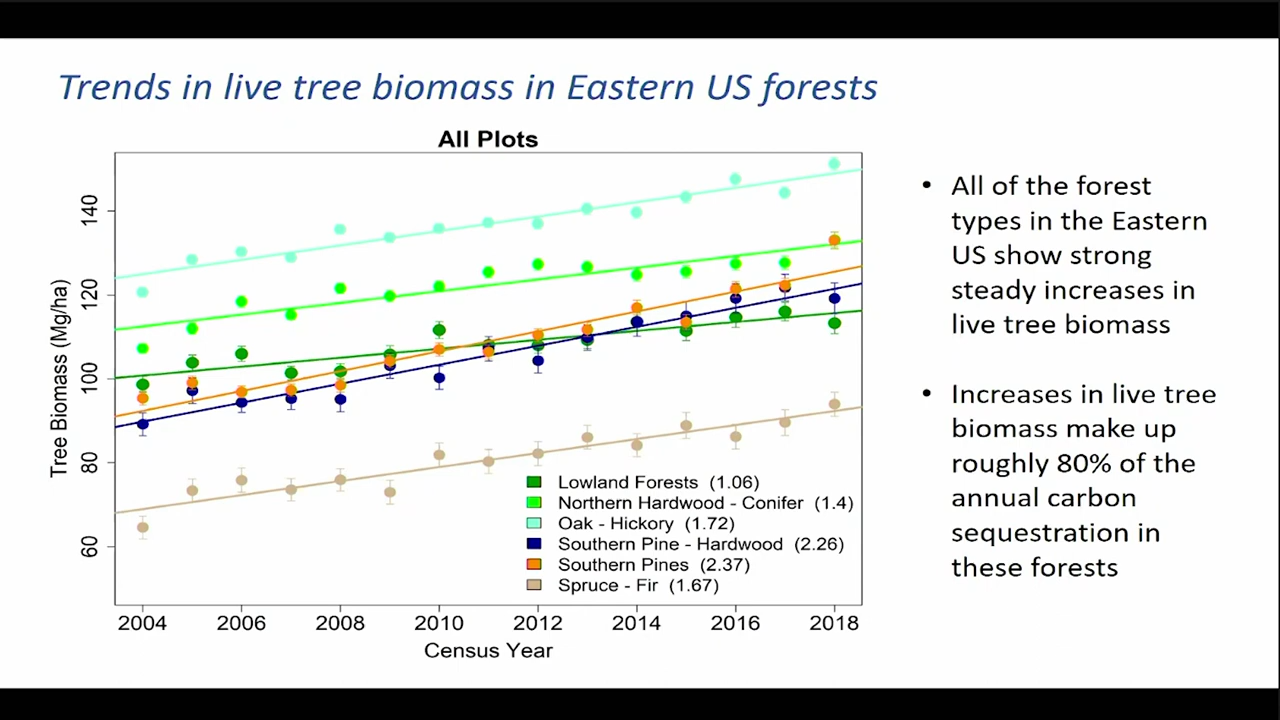 Trends in live tree biomass in Eastern US forests
All Plots
Tree Biomass (Mg/ha)
140
120
100
80
60
Lowland Forests (1.06)
Northern Hardwood - Conifer (1.4)
Oak - Hickory (1.72)
Southern Pine - Hardwood (2.26)
Southern Pines (2.37)
Spruce - Fir (1.67)
2004 2006 2008 2010 2012 2014 2016 2018
Census Year
• All of the forest
types in the Eastern
US show strong
steady increases in
live tree biomass
• Increases in live tree
biomass make up
roughly 80% of the
annual carbon
sequestration in
these forests